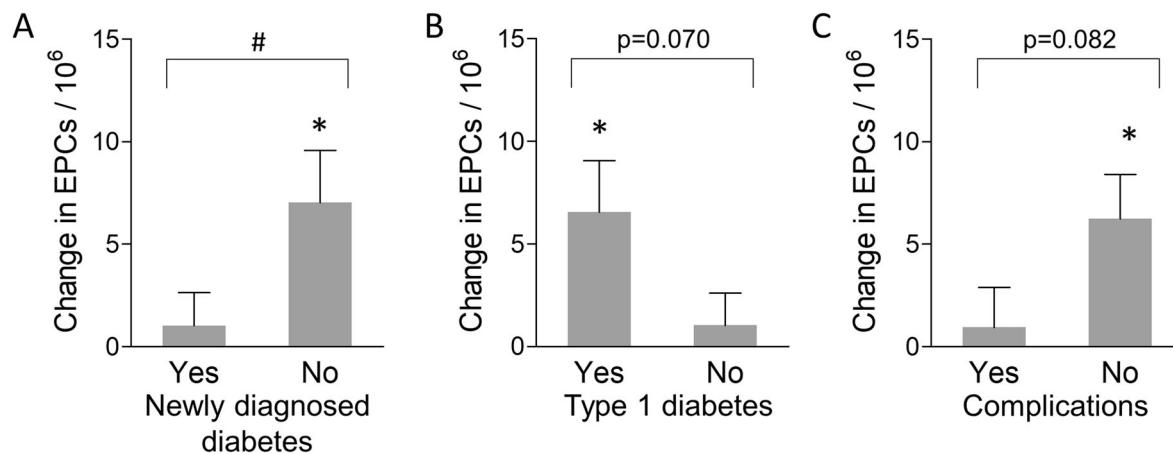 A
Change in EPCs / 10⁶
15
10
5
0
#
*
Yes No
Newly diagnosed
diabetes
B
Change in EPCs / 10⁶
15
10
5
0
p=0.070
*
Yes No
Type 1 diabetes
C
Change in EPCs / 10⁶
15
10
5
0
p=0.082
*
Yes No
Complications